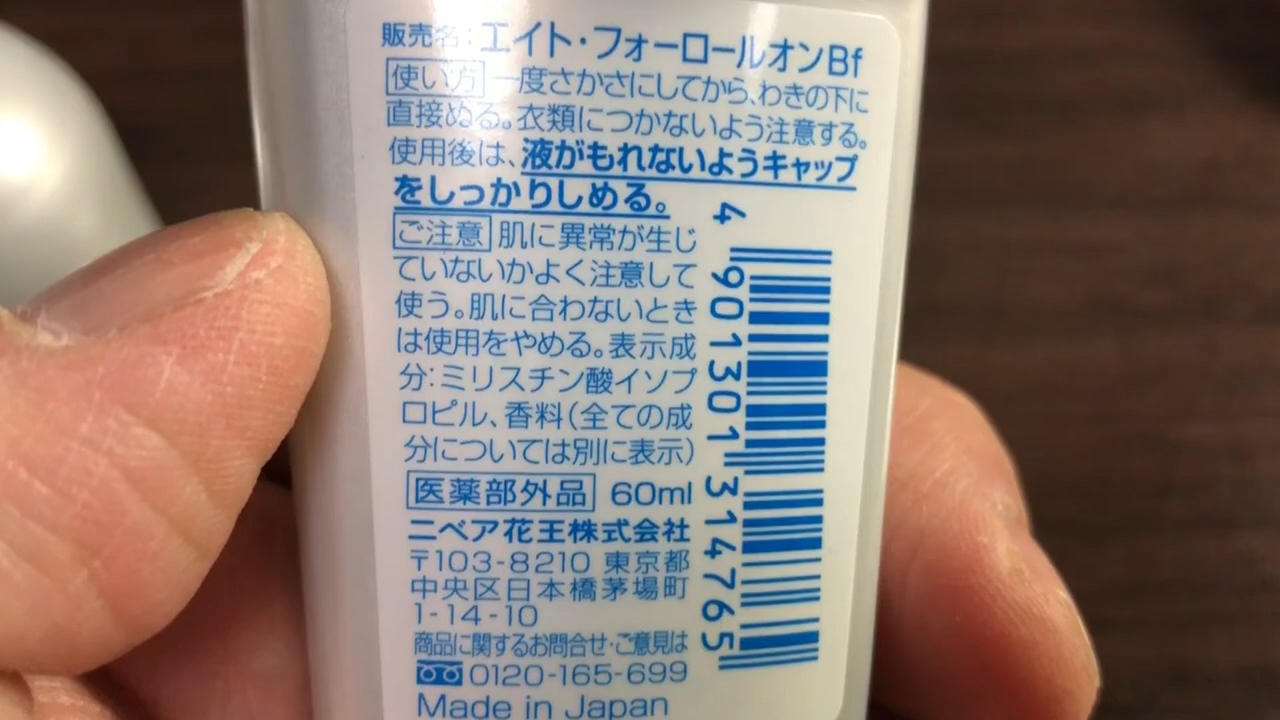 販売名:エイト・フォーロールオンBf
使い方 一度さかさにしてから、わきの下に
直接ぬる。衣類につかないよう注意する。
使用後は、液がもれないようキャップ
をしっかりしめる。
ご注意 肌に異常が生じ
ていないかよく注意して
使う。肌に合わないとき
は使用をやめる。表示成
分:ミリスチン酸イソプ
ロピル、香料(全ての成
分については別に表示)
医薬部外品 60ml
ニベア花王株式会社
〒103-8210 東京都
中央区日本橋茅場町
1-14-10
商品に関するお問合せ・ご意見は
0120-165-699
Made in Japan
4 901301 314765